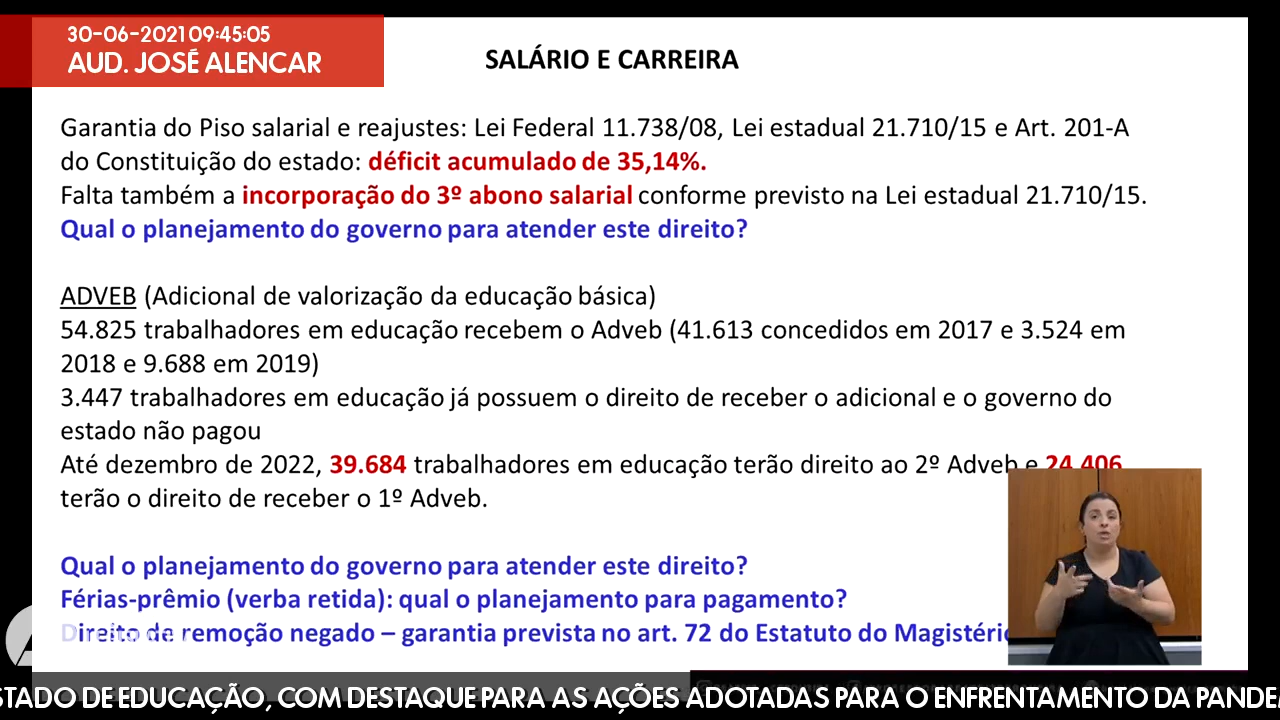 30-06-2021 09:45:05
AUD. JOSÉ ALENCAR
SALÁRIO E CARREIRA
Garantia do Piso salarial e reajustes: Lei Federal 11.738/08, Lei estadual 21.710/15 e Art. 201-A
do Constituição do estado: déficit acumulado de 35,14%.
Falta também a incorporação do 3º abono salarial conforme previsto na Lei estadual 21.710/15.
Qual o planejamento do governo para atender este direito?
ADVEB (Adicional de valorização da educação básica)
54.825 trabalhadores em educação recebem o Adveb (41.613 concedidos em 2017 e 3.524 em
2018 e 9.688 em 2019)
3.447 trabalhadores em educação já possuem o direito de receber o adicional e o governo do
estado não pagou
Até dezembro de 2022, 39.684 trabalhadores em educação terão direito ao 2º Adveb e 24.406
terão o direito de receber o 1º Adveb.
Qual o planejamento do governo para atender este direito?
Férias-prêmio (verba retida): qual o planejamento para pagamento?
Direito da remoção negado – garantia prevista no art. 72 do Estatuto do Magistéri
STADO DE EDUCAÇÃO, COM DESTAQUE PARA AS AÇÕES ADOTADAS PARA O ENFRENTAMENTO DA PANDE